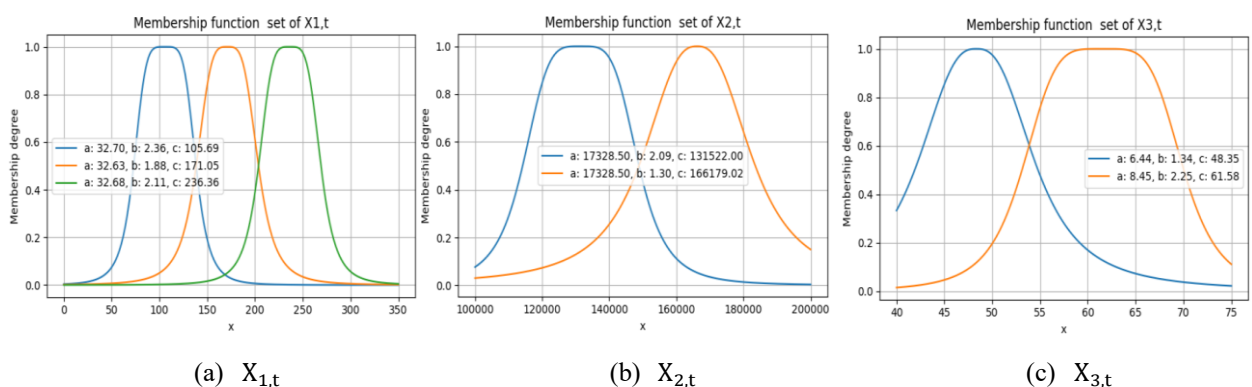 Membership function set of X1,t
Membership degree
1.0
0.8
0.6
0.4
0.2
0.0
a: 32.70, b: 2.36, c: 105.69
a: 32.63, b: 1.88, c: 171.05
a: 32.68, b: 2.11, c: 236.36
0 50 100 150 200 250 300 350
x
(a) X1,t
Membership function set of X2,t
Membership degree
1.0
0.8
0.6
0.4
0.2
0.0
a: 17328.50, b: 2.09, c: 131522.00
a: 17328.50, b: 1.30, c: 166179.02
100000 120000 140000 160000 180000 200000
x
(b) X2,t
Membership function set of X3,t
Membership degree
1.0
0.8
0.6
0.4
0.2
0.0
a: 6.44, b: 1.34, c: 48.35
a: 8.45, b: 2.25, c: 61.58
40 45 50 55 60 65 70 75
x
(c) X3,t